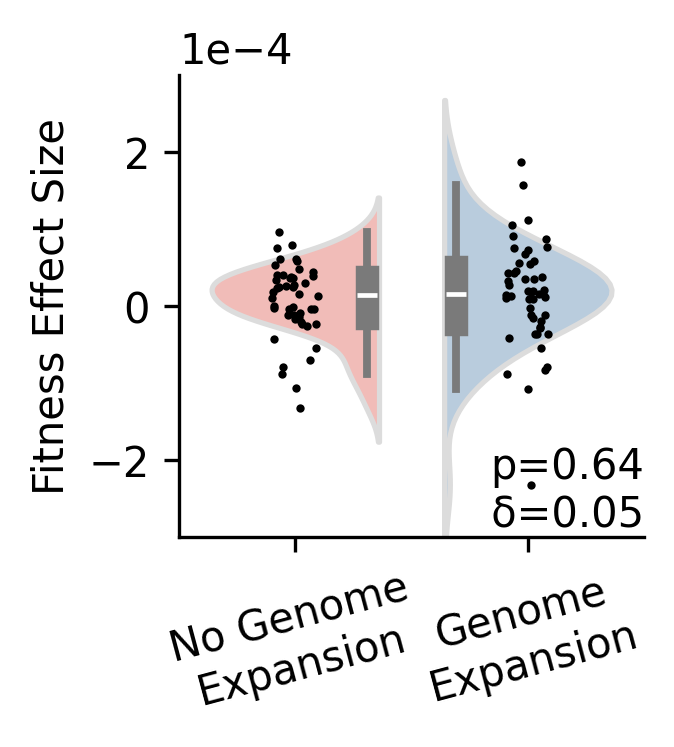 1e−4
Fitness Effect Size
2
0
−2
p=0.64
δ=0.05
No Genome
Expansion
Genome
Expansion